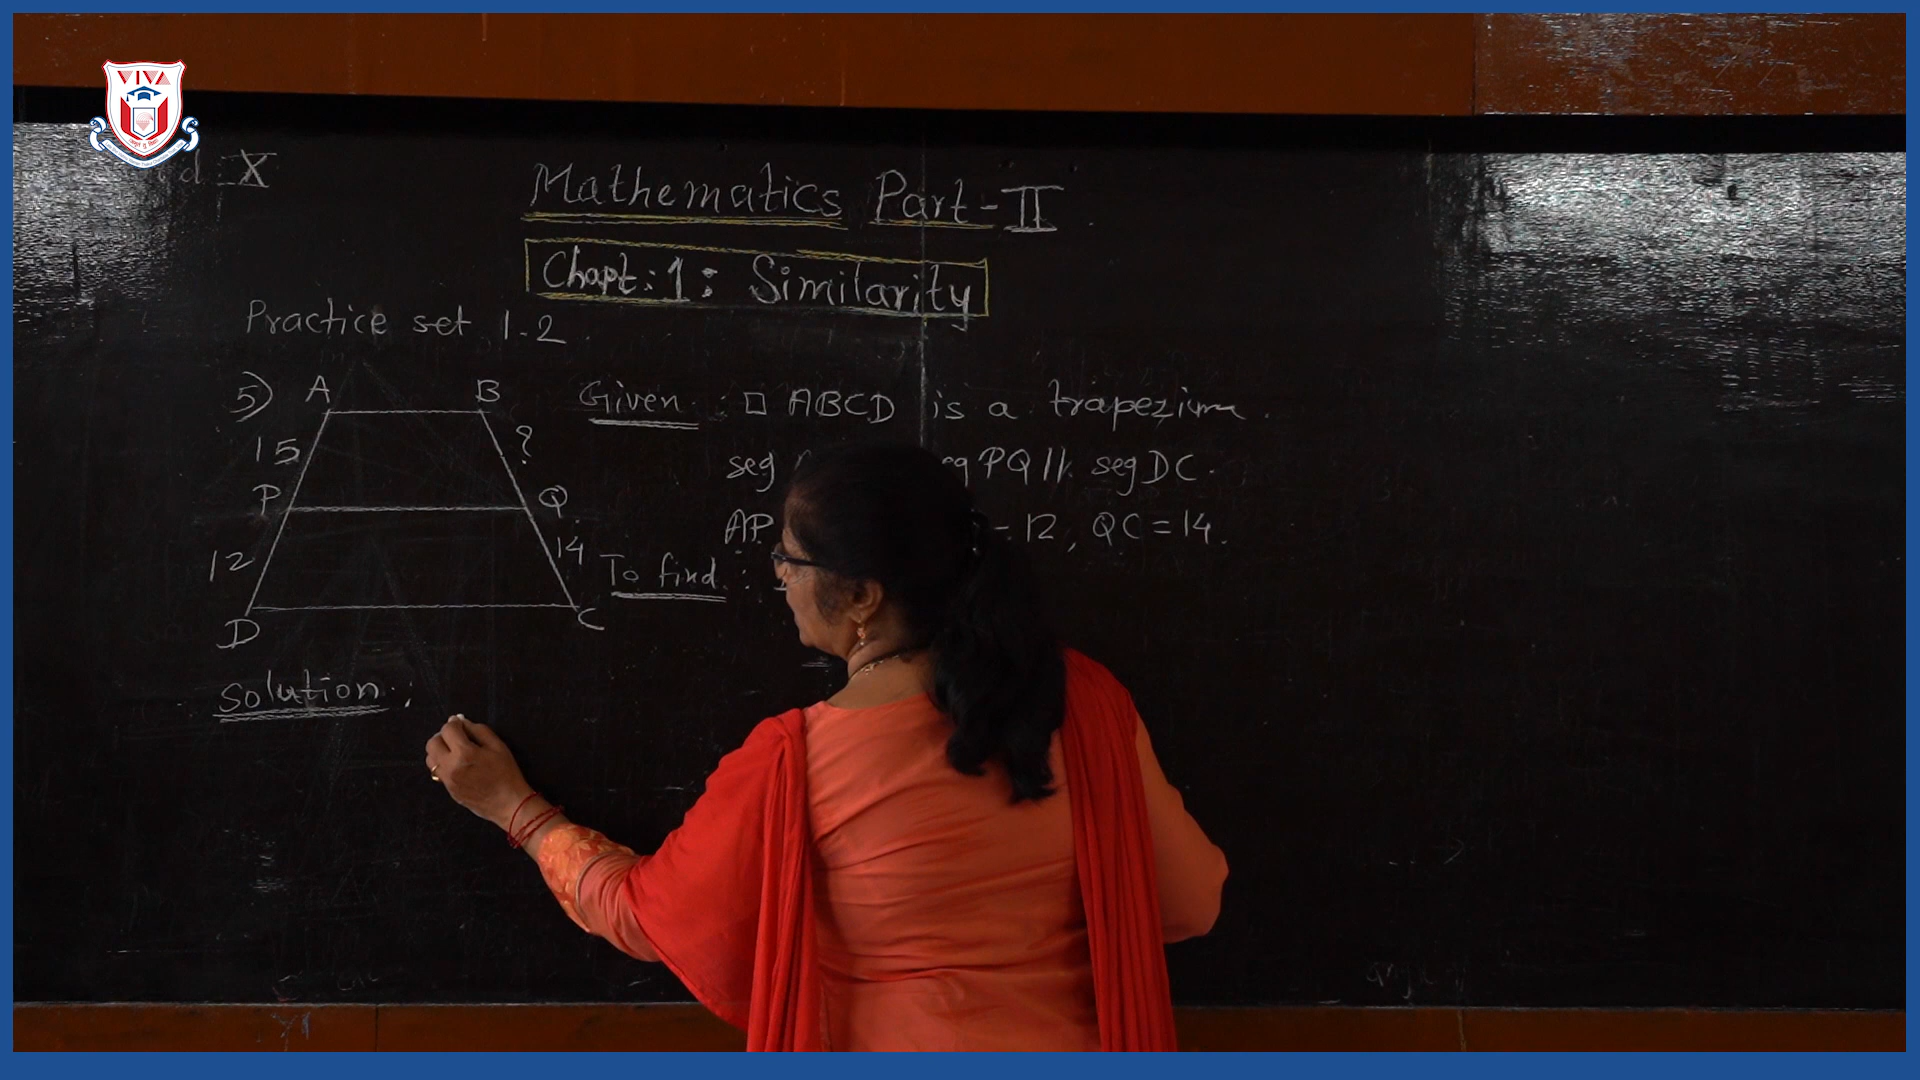 VIVA
X
Mathematics Part-II
Chapt: 1: Similarity
Practice set 1.2
5)
A B
15 ?
P Q
12 14
D C
Given : □ ABCD is a trapezium.
seg PQ || seg DC.
AP - 12, QC = 14.
To find :
Solution :